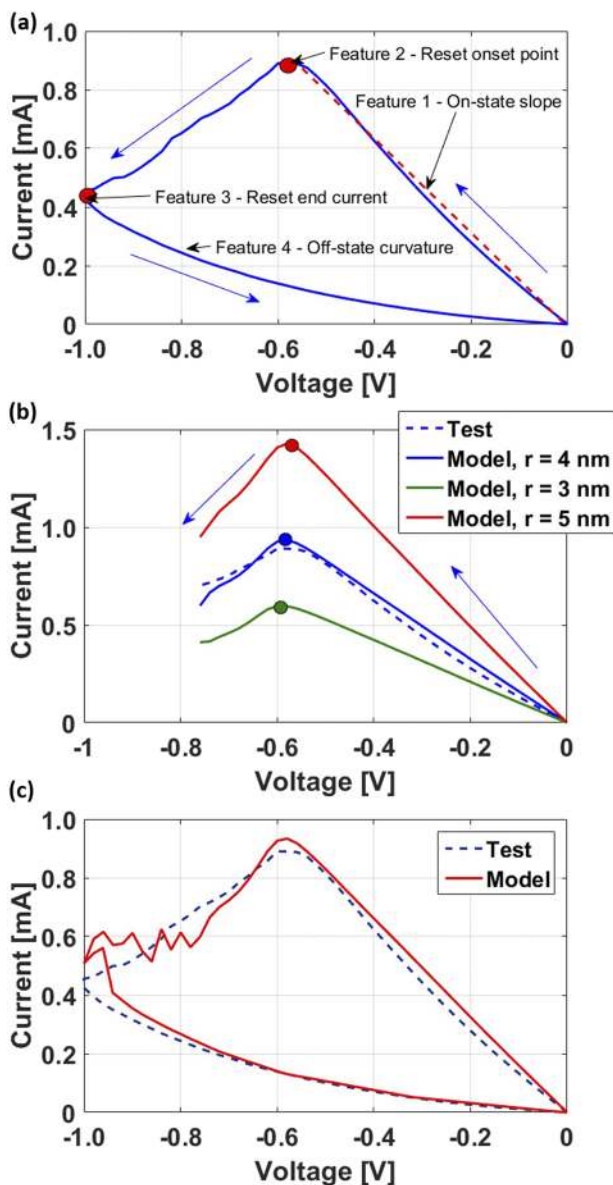 (a)
1.0
Feature 2 - Reset onset point
0.8
Feature 1 - On-state slope
0.6
Current [mA]
0.4
Feature 3 - Reset end current
Feature 4 - Off-state curvature
0.2
0
-1.0 -0.8 -0.6 -0.4 -0.2 0
Voltage [V]
(b)
1.5
Test
Model, r = 4 nm
Model, r = 3 nm
Model, r = 5 nm
1.0
Current [mA]
0.5
0
-1 -0.8 -0.6 -0.4 -0.2 0
Voltage [V]
(c)
1.0
Test
Model
0.8
0.6
Current [mA]
0.4
0.2
0
-1.0 -0.8 -0.6 -0.4 -0.2 0
Voltage [V]